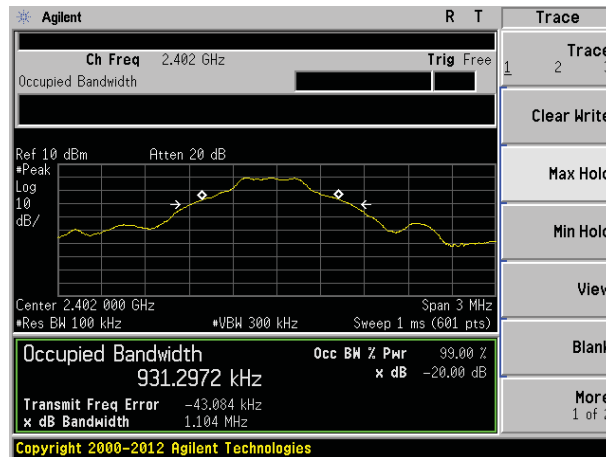 Agilent R T Trace
Ch Freq 2.402 GHz Trig Free
Occupied Bandwidth
Trace
1 2
Clear Write
Max Hold
Min Hold
View
Blank
More
1 of 2
Ref 10 dBm Atten 20 dB
#Peak
Log
10
dB/
Center 2.402 000 GHz Span 3 MHz
#Res BW 100 kHz #VBW 300 kHz Sweep 1 ms (601 pts)
Occupied Bandwidth Occ BW % Pwr 99.00 %
931.2972 kHz x dB -20.00 dB
Transmit Freq Error -43.084 kHz
x dB Bandwidth 1.104 MHz
Copyright 2000-2012 Agilent Technologies